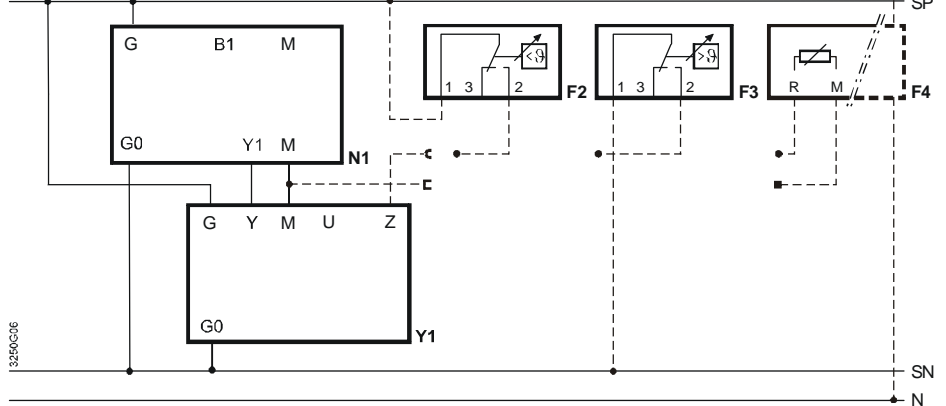 SP
G B1 M
G0 Y1 M
N1
<ϑ
1 3 2
F2
>ϑ
1 3 2
F3
R M
F4
G Y M U Z
G0
Y1
3250G06
SN
N